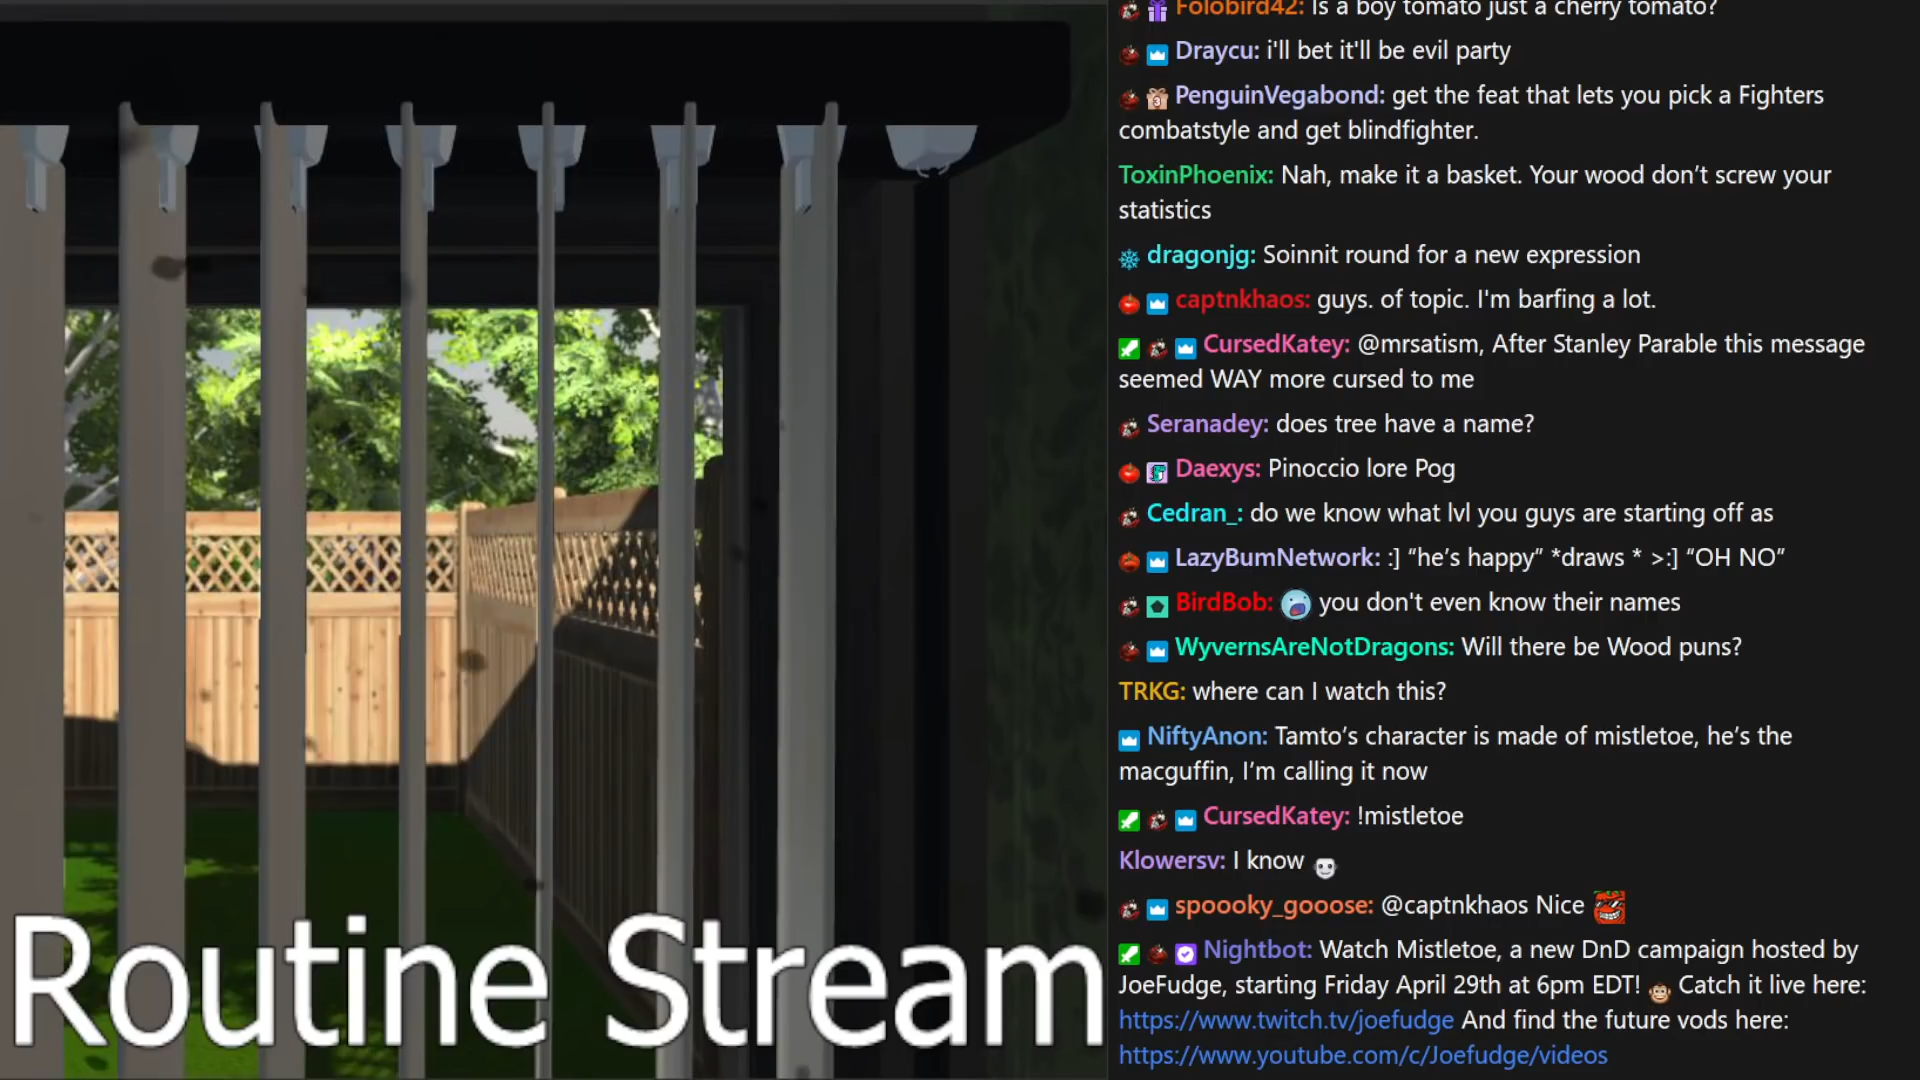 Folobird42: Is a boy tomato just a cherry tomato?
Draycu: i'll bet it'll be evil party
PenguinVegabond: get the feat that lets you pick a Fighters
combatstyle and get blindfighter.
ToxinPhoenix: Nah, make it a basket. Your wood don’t screw your
statistics
dragonjg: Soinnit round for a new expression
captnkhaos: guys. of topic. I'm barfing a lot.
CursedKatey: @mrsatism, After Stanley Parable this message
seemed WAY more cursed to me
Seranadey: does tree have a name?
Daexys: Pinoccio lore Pog
Cedran_: do we know what lvl you guys are starting off as
LazyBumNetwork: :] “he’s happy” *draws * >:] “OH NO”
BirdBob: you don't even know their names
WyvernsAreNotDragons: Will there be Wood puns?
TRKG: where can I watch this?
NiftyAnon: Tamto’s character is made of mistletoe, he’s the
macguffin, I’m calling it now
CursedKatey: !mistletoe
Klowersv: I know
spoooky_gooose: @captnkhaos Nice
Nightbot: Watch Mistletoe, a new DnD campaign hosted by
JoeFudge, starting Friday April 29th at 6pm EDT! Catch it live here:
https://www.twitch.tv/joefudge And find the future vods here:
https://www.youtube.com/c/Joefudge/videos
Routine Stream